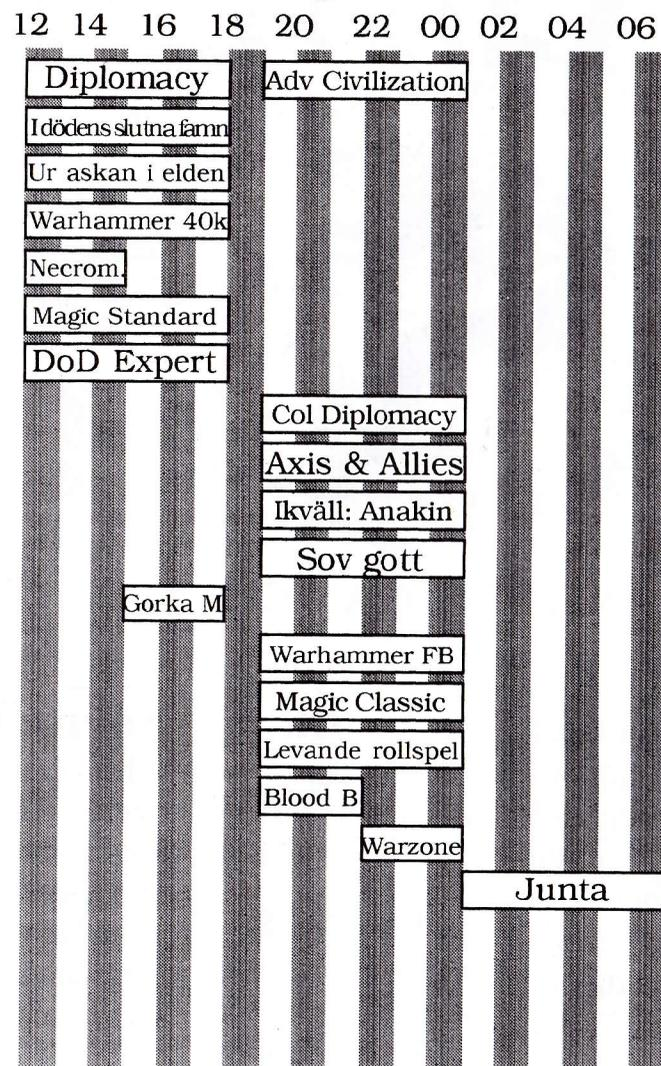 12 14 16 18 20 22 00 02 04 06
Diplomacy Adv Civilization
I dödens slutna famn
Ur askan i elden
Warhammer 40k
Necrom.
Magic Standard
DoD Expert
Col Diplomacy
Axis & Allies
Ikväll: Anakin
Sov gott
Gorka M
Warhammer FB
Magic Classic
Levande rollspel
Blood B
Warzone
Junta